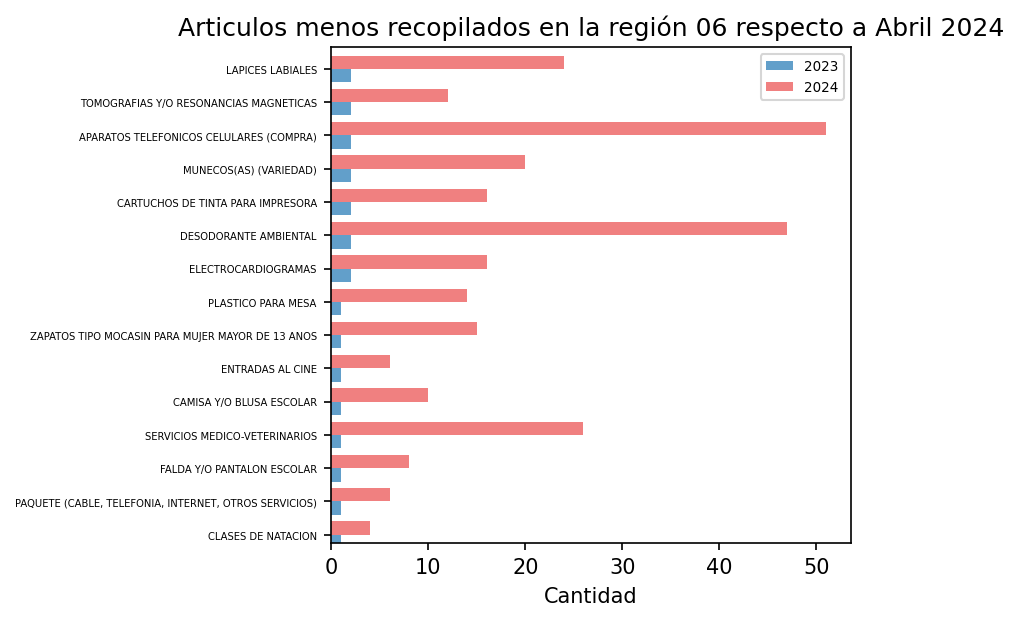 Articulos menos recopilados en la región 06 respecto a Abril 2024
2023
2024
LAPICES LABIALES
TOMOGRAFIAS Y/O RESONANCIAS MAGNETICAS
APARATOS TELEFONICOS CELULARES (COMPRA)
MUNECOS(AS) (VARIEDAD)
CARTUCHOS DE TINTA PARA IMPRESORA
DESODORANTE AMBIENTAL
ELECTROCARDIOGRAMAS
PLASTICO PARA MESA
ZAPATOS TIPO MOCASIN PARA MUJER MAYOR DE 13 ANOS
ENTRADAS AL CINE
CAMISA Y/O BLUSA ESCOLAR
SERVICIOS MEDICO-VETERINARIOS
FALDA Y/O PANTALON ESCOLAR
PAQUETE (CABLE, TELEFONIA, INTERNET, OTROS SERVICIOS)
CLASES DE NATACION
0 10 20 30 40 50
Cantidad